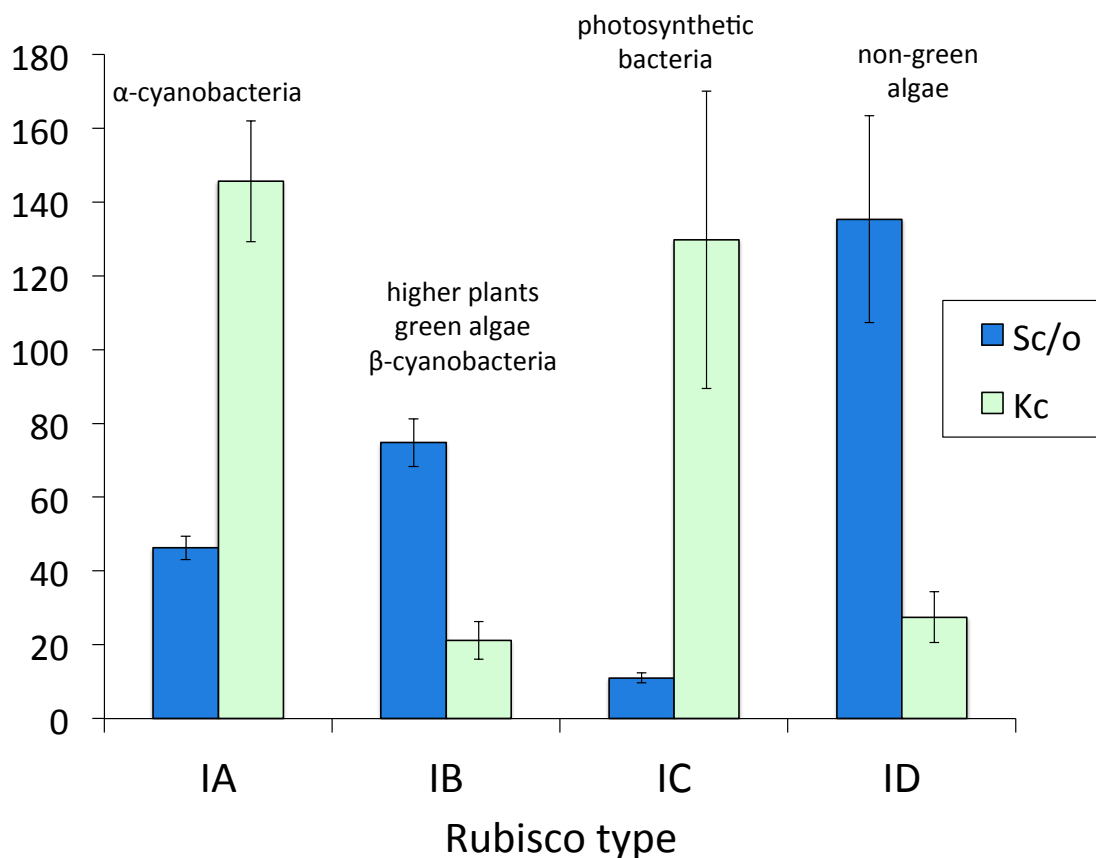 photosynthetic
bacteria
non-green
algae
α-cyanobacteria
higher plants
green algae
β-cyanobacteria
180
160
140
120
100
80
60
40
20
0
Sc/o
Kc
IA
IB
IC
ID
Rubisco type